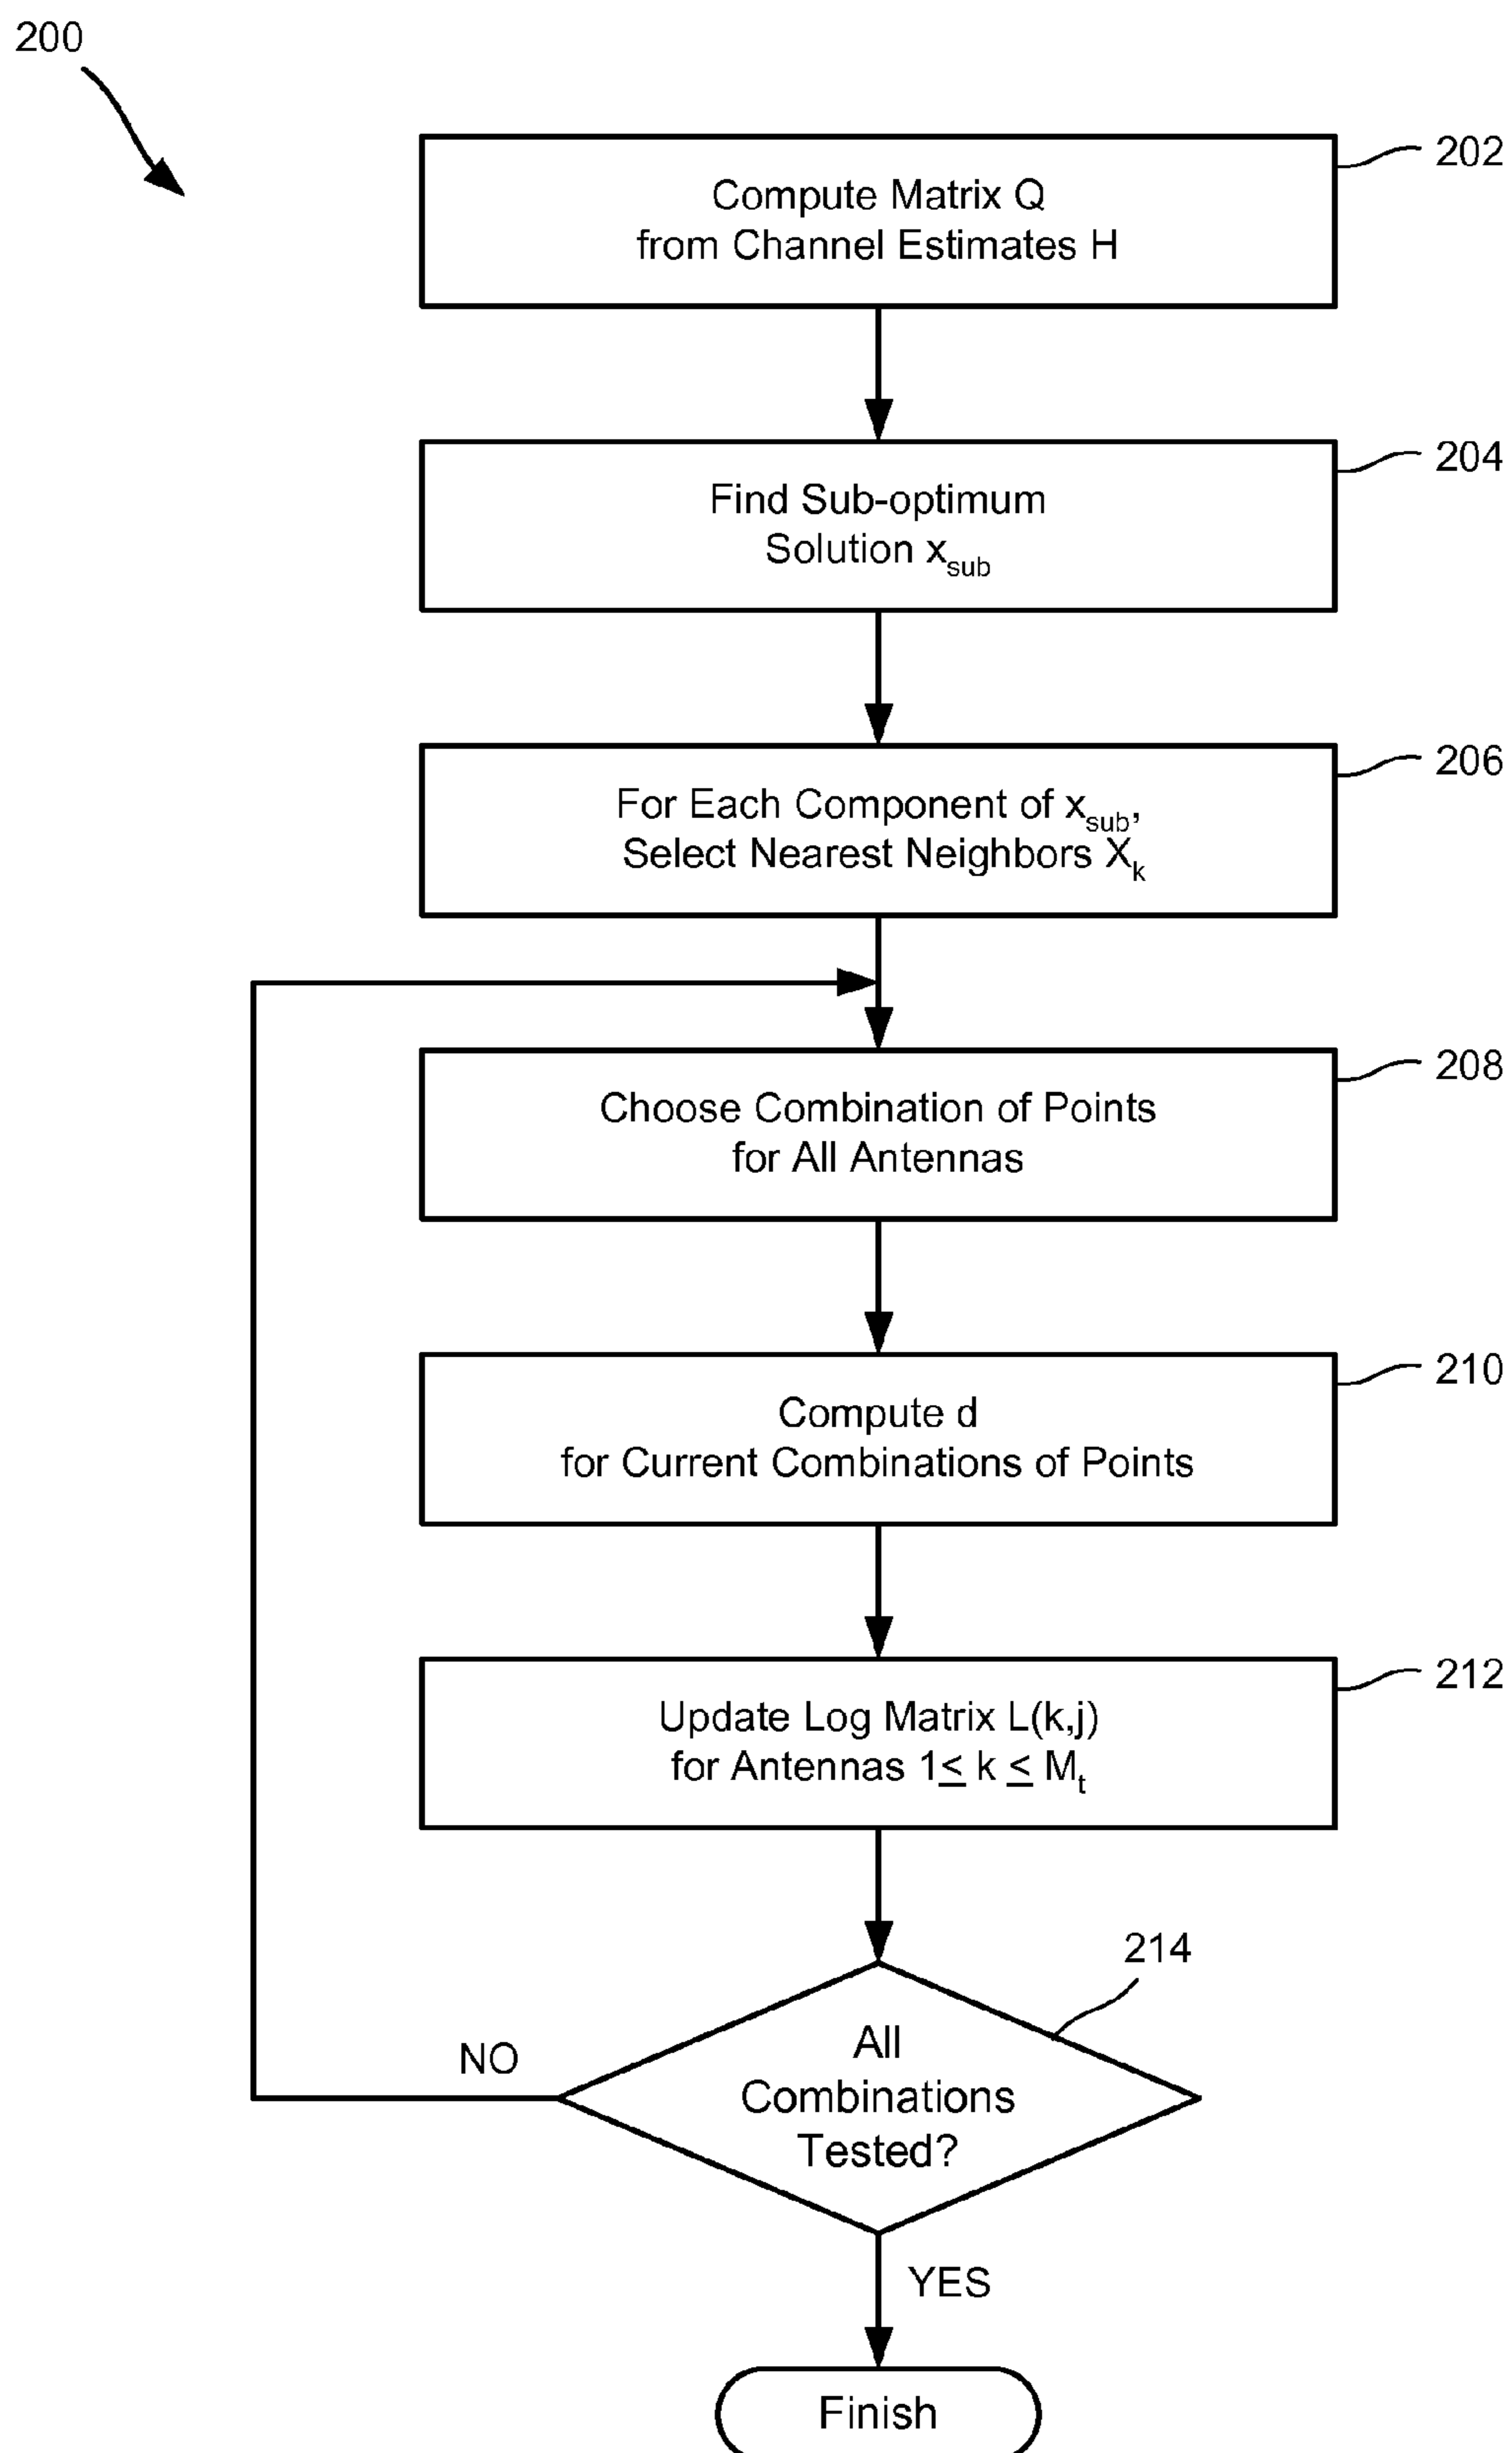 200
202
Compute Matrix Q
from Channel Estimates H
204
Find Sub-optimum
Solution x_sub
206
For Each Component of x_sub,
Select Nearest Neighbors X_k
208
Choose Combination of Points
for All Antennas
210
Compute d
for Current Combinations of Points
212
Update Log Matrix L(k,j)
for Antennas 1≤ k ≤ M_t
214
All
Combinations
Tested?
NO
YES
Finish